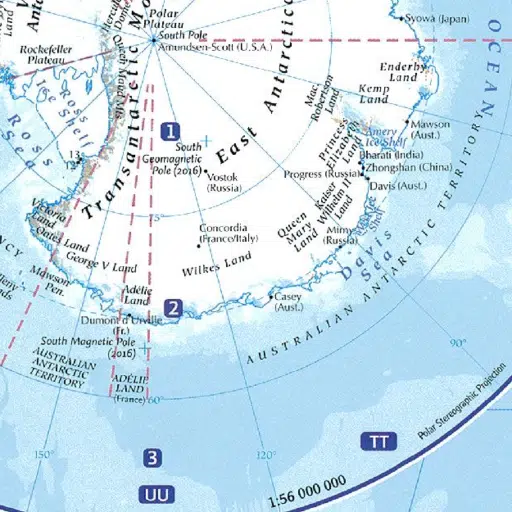 Polar
Plateau
South Pole
Amundsen-Scott (U.S.A.)
Syowa (Japan)
Rockefeller
Plateau
Queen Maud Mts.
Ross
Ice Shelf
ROSS
Sea
13
Transantarctic
East Antarctica
Enderby
Land
Kemp
Land
Mac.
Robertson
Land
OCEAN
1
South
Geomagnetic
Pole (2016)
Vostok
(Russia)
Princess
Elizabeth
Land
Amery
Ice Shelf
Mawson
(Aust.)
Bharati (India)
Zhongshan (China)
Progress (Russia)
Davis (Aust.)
Kaiser
Wilhelm II
Land
Queen
Mary
Land
Mirny
(Russia)
Shelf
Davis
Sea
75°
Concordia
(France/Italy)
Wilkes Land
Victoria
Land
Oates Land
George V Land
Mawson
Pen.
Adélie
Land
2
Dumont d'Urville
(Fr.)
Casey
(Aust.)
South Magnetic Pole
(2016)
AUSTRALIAN ANTARCTIC TERRITORY
AUSTRALIAN
ANTARCTIC
TERRITORY
ADÉLIE
LAND
(France)
60°
90°
Polar Stereographic Projection
TT
150°
3
120°
UU
1:56 000 000